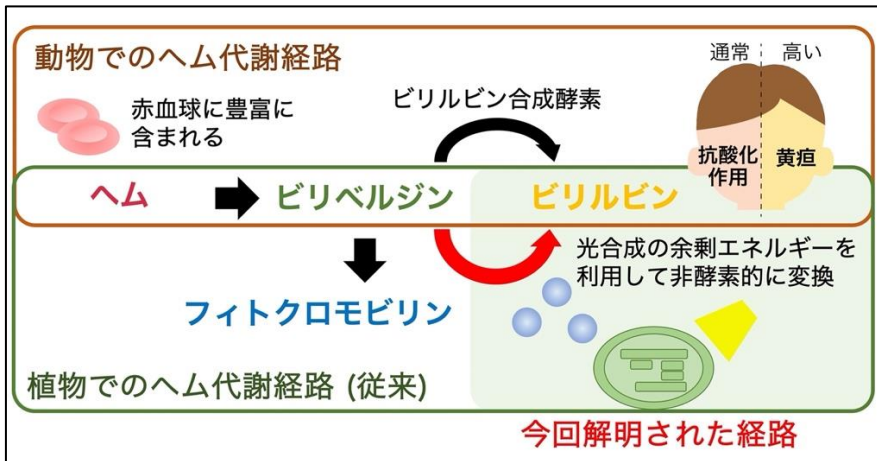 動物でのヘム代謝経路
赤血球に豊富に
含まれる
ビリルビン合成酵素
通常 高い
抗酸化
作用
黄疸
ヘム
ビリベルジン
ビリルビン
フィトクロモビリン
光合成の余剰エネルギーを
利用して非酵素的に変換
植物でのヘム代謝経路 (従来)
今回解明された経路